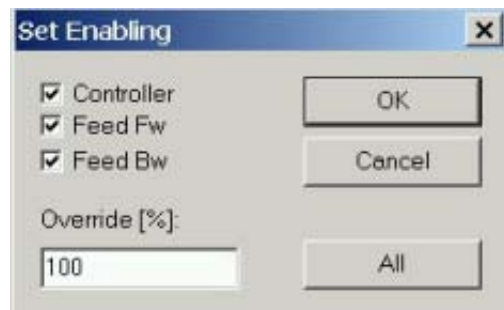 Set Enabling
Controller
Feed Fw
Feed Bw
OK
Cancel
Override [%]:
100
All